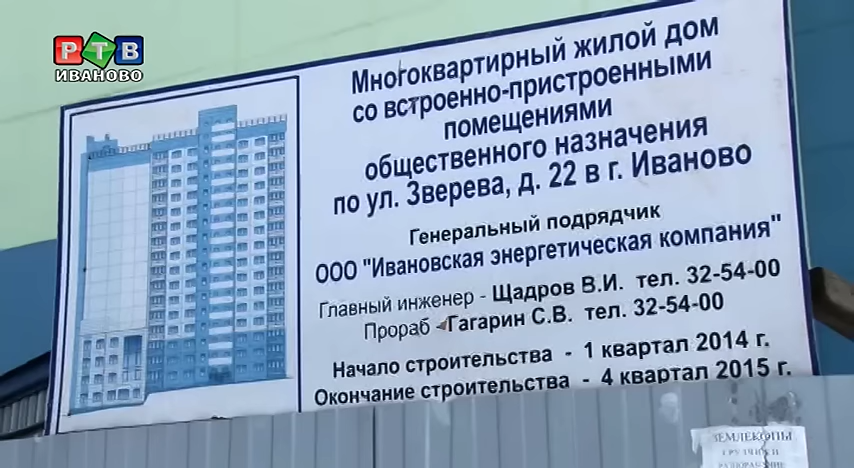 РТВ
ИВАНОВО
Многоквартирный жилой дом
со встроенно-пристроенными
помещениями
общественного назначения
по ул. Зверева, д. 22 в г. Иваново
Генеральный подрядчик
ООО "Ивановская энергетическая компания"
Главный инженер - Щадров В.И. тел. 32-54-00
Прораб - Гагарин С.В. тел. 32-54-00
Начало строительства - 1 квартал 2014 г.
Окончание строительства - 4 квартал 2015 г.
ЗЕМЛЕКОПЫ
ГРУЗЧИКИ